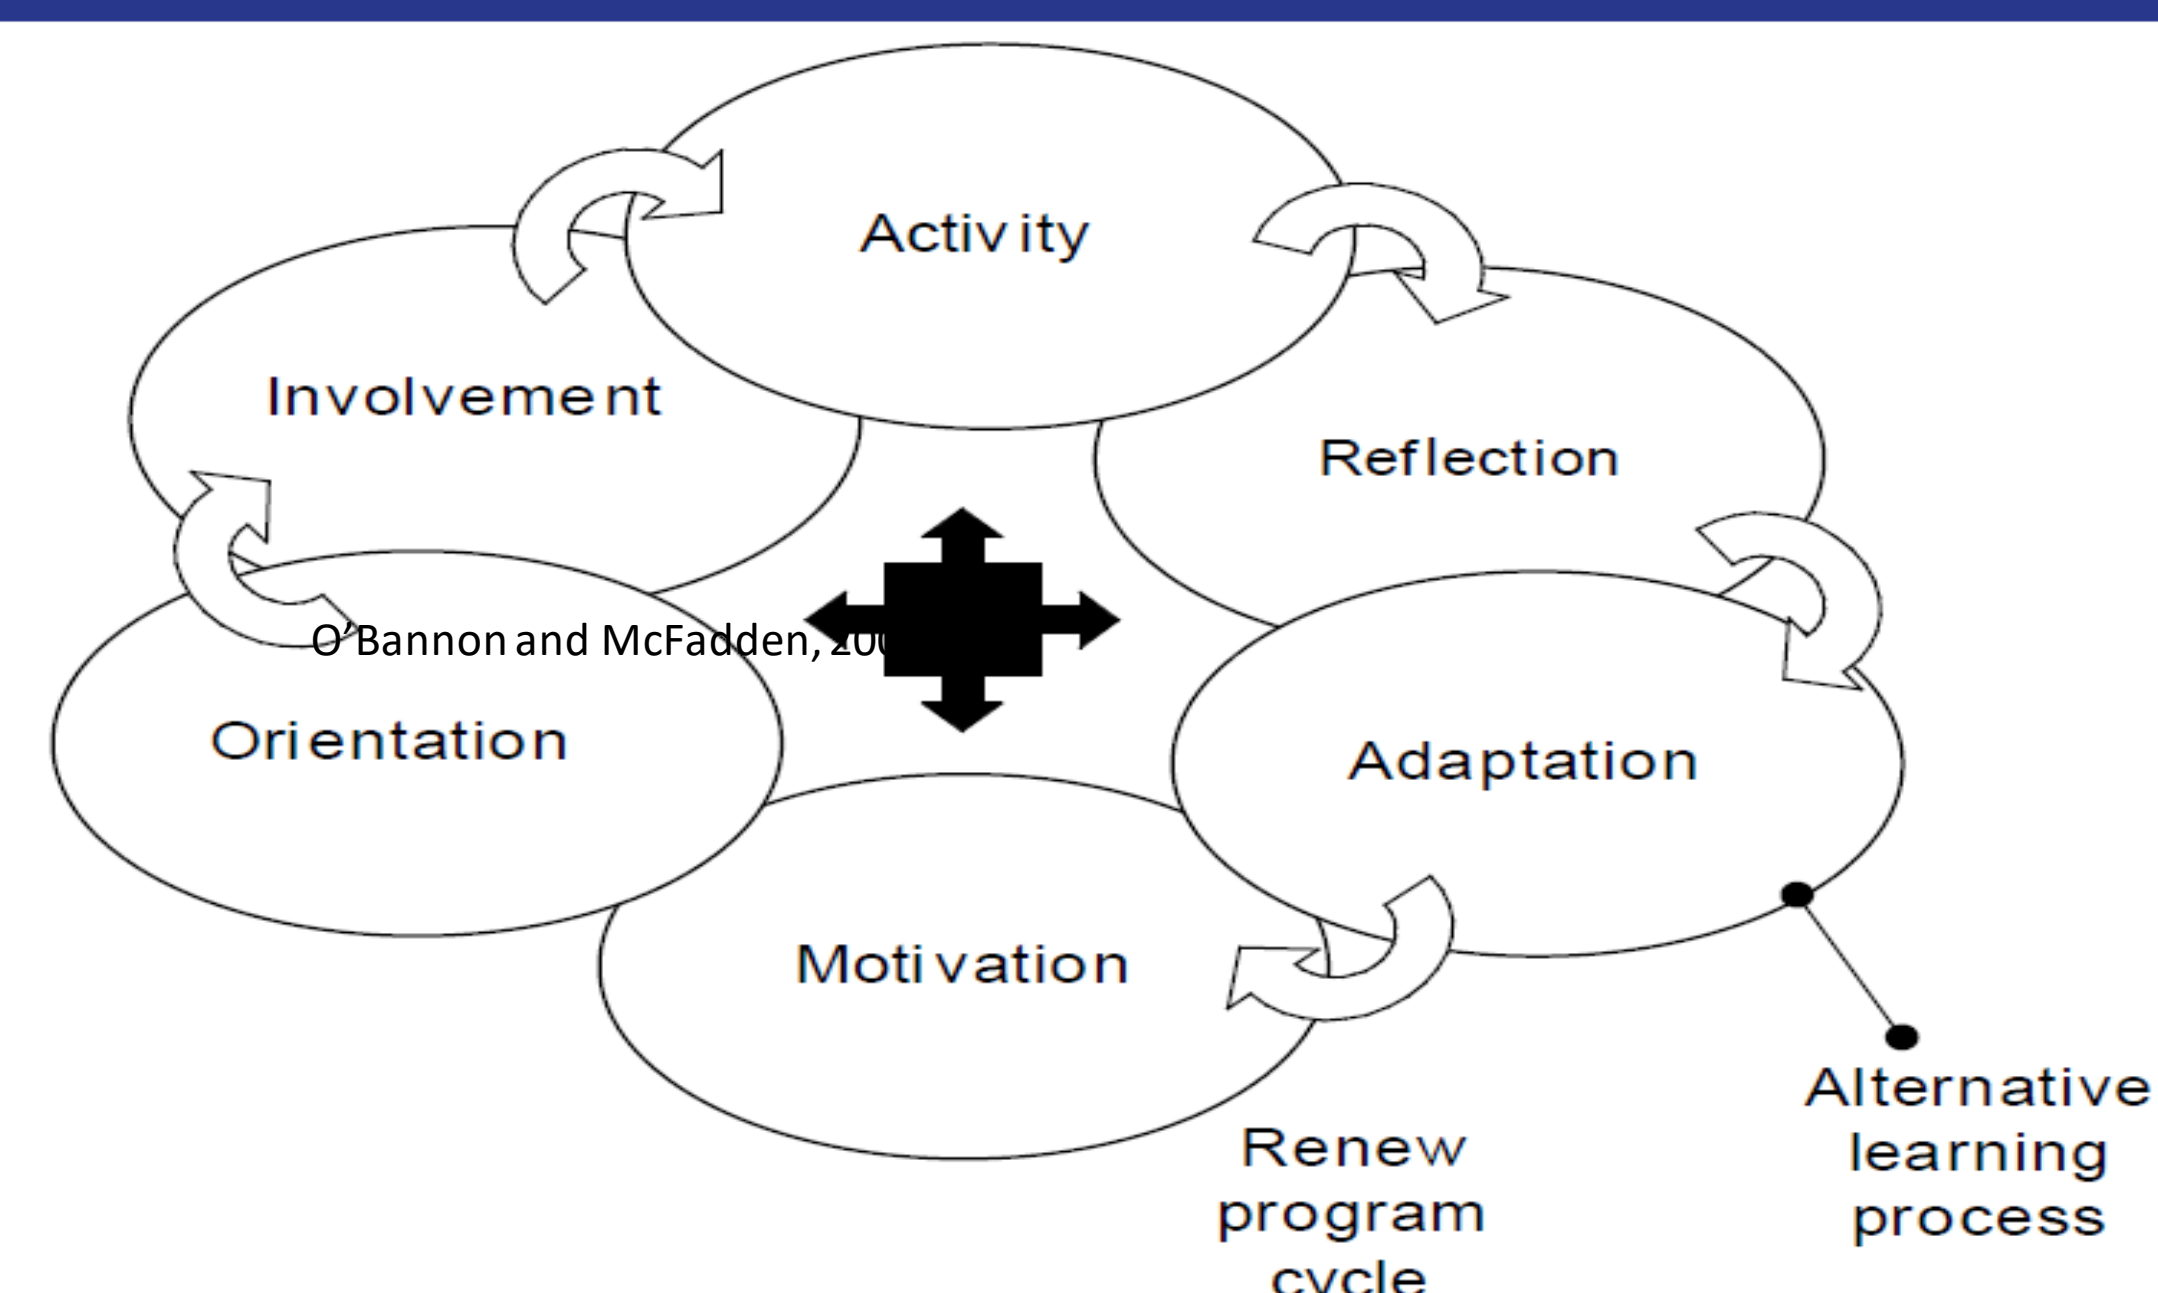 Activity
Involvement
Reflection
O’Bannon and McFadden,
Orientation
Adaptation
Motivation
Alternative
learning
process
Renew
program
cycle